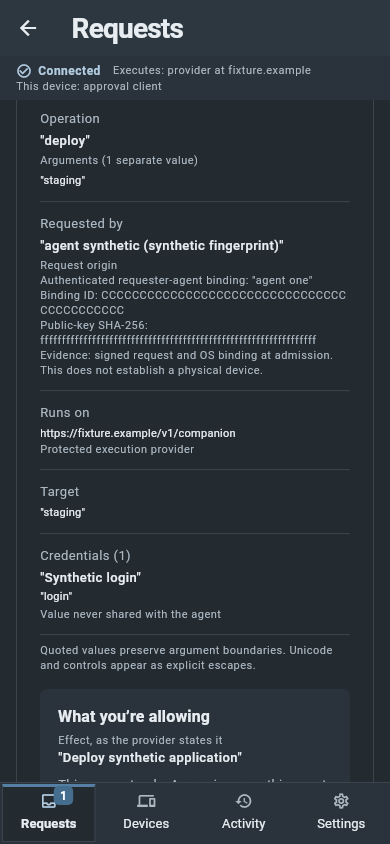 Requests
Connected Executes: provider at fixture.example
This device: approval client
Operation
"deploy"
Arguments (1 separate value)
"staging"
Requested by
"agent synthetic (synthetic fingerprint)"
Request origin
Authenticated requester-agent binding: "agent one"
Binding ID: CCCCCCCCCCCCCCCCCCCCCCCCCCCCCCCC
CCCCCCCCCCC
Public-key SHA-256:
ffffffffffffffffffffffffffffffffffffffffffffffffffffffffffffffff
Evidence: signed request and OS binding at admission.
This does not establish a physical device.
Runs on
https://fixture.example/v1/companion
Protected execution provider
Target
"staging"
Credentials (1)
"Synthetic login"
"login"
Value never shared with the agent
Quoted values preserve argument boundaries. Unicode
and controls appear as explicit escapes.
What you’re allowing
Effect, as the provider states it
"Deploy synthetic application"
1
Requests Devices Activity Settings